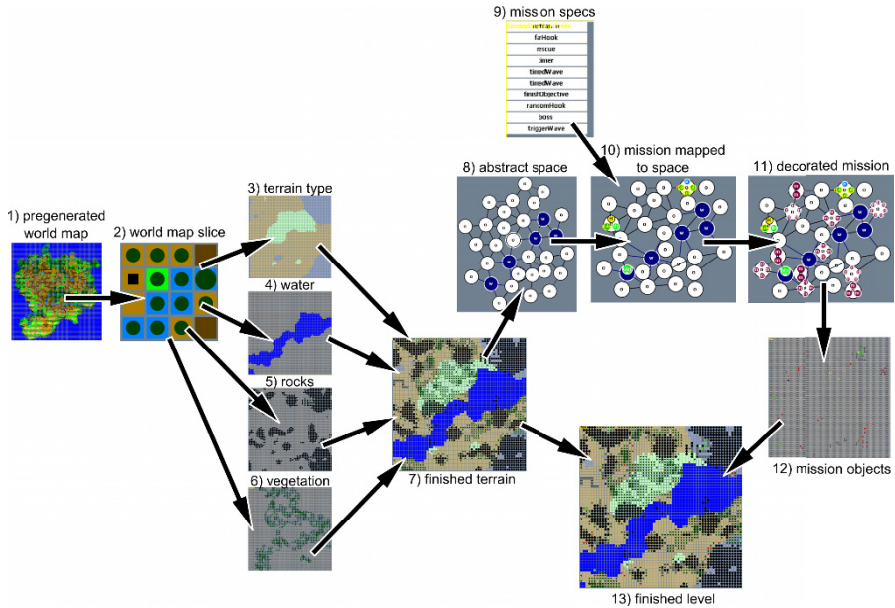 9) mission specs
farHook
rescue
timer
timedWave
timedWave
finishObjective
randomHook
boss
triggerWave
10) mission mapped
to space
8) abstract space
11) decorated mission
3) terrain type
1) pregenerated
world map
2) world map slice
4) water
5) rocks
6) vegetation
7) finished terrain
12) mission objects
13) finished level